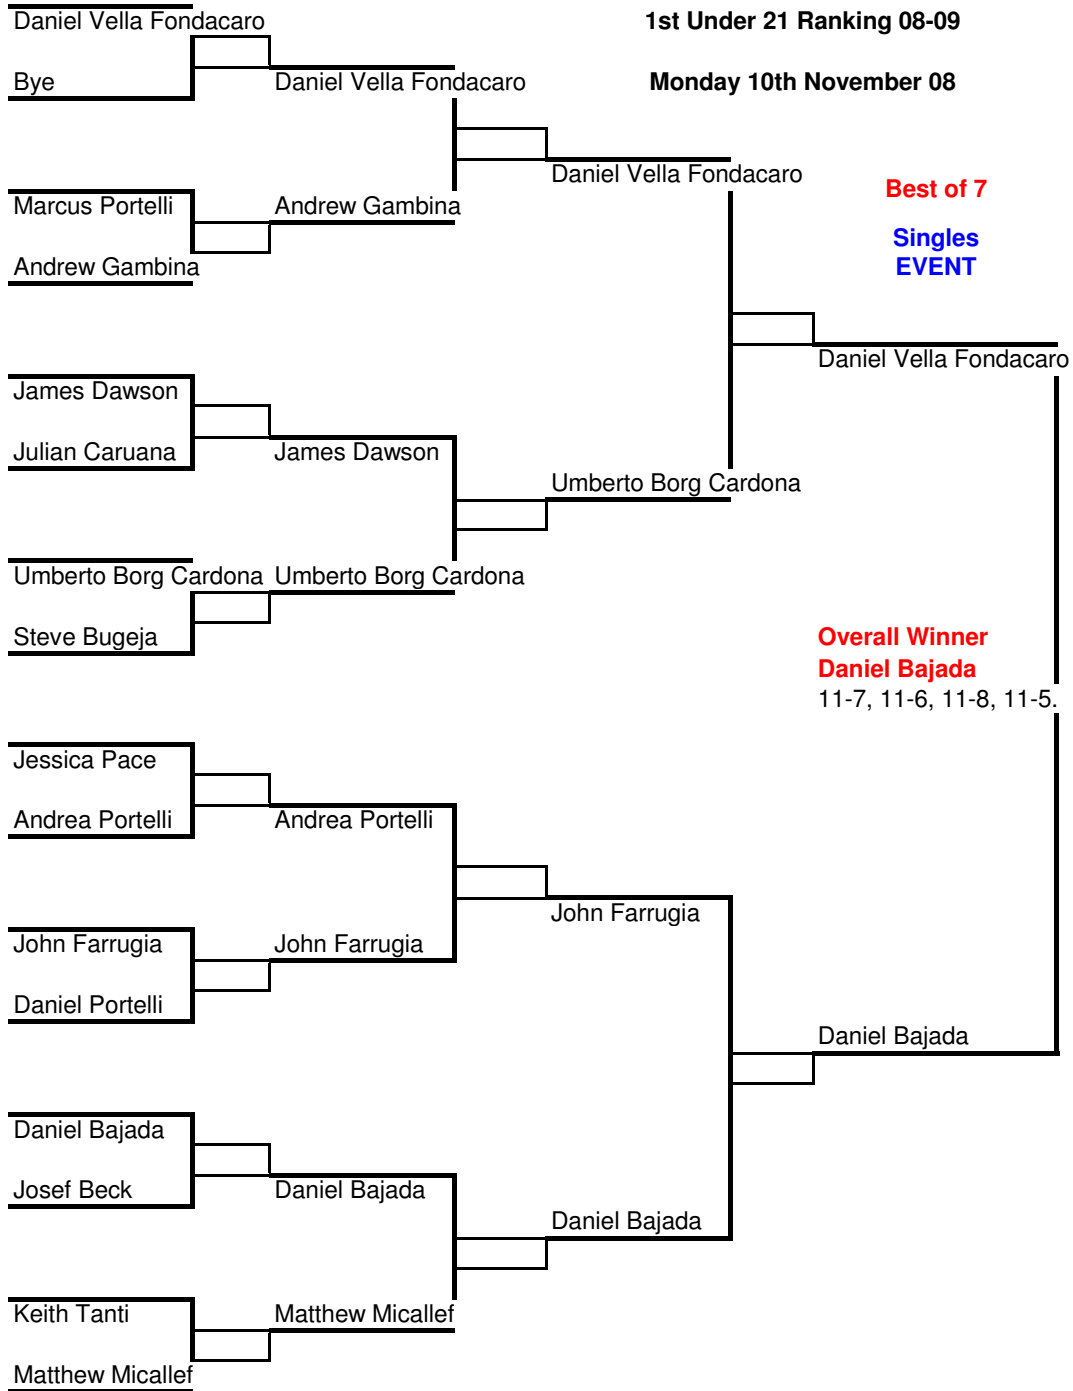 Daniel Vella Fondacaro
1st Under 21 Ranking 08-09
Bye
Daniel Vella Fondacaro
Monday 10th November 08
Daniel Vella Fondacaro
Best of 7
Marcus Portelli
Andrew Gambina
Singles
EVENT
Andrew Gambina
Daniel Vella Fondacaro
James Dawson
Julian Caruana
James Dawson
Umberto Borg Cardona
Umberto Borg Cardona
Umberto Borg Cardona
Steve Bugeja
Overall Winner
Daniel Bajada
11-7, 11-6, 11-8, 11-5.
Jessica Pace
Andrea Portelli
Andrea Portelli
John Farrugia
John Farrugia
John Farrugia
Daniel Portelli
Daniel Bajada
Daniel Bajada
Josef Beck
Daniel Bajada
Daniel Bajada
Keith Tanti
Matthew Micallef
Matthew Micallef